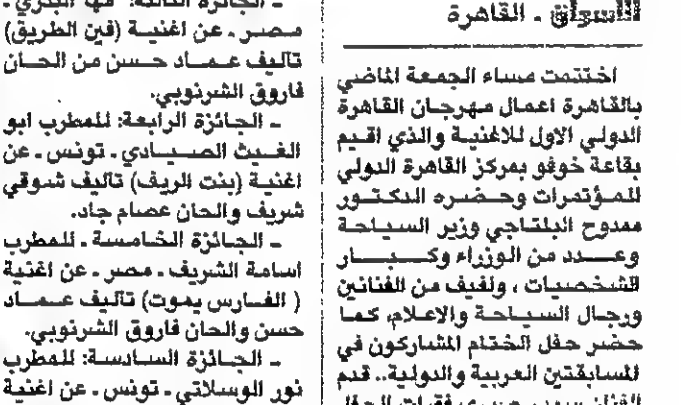 الأسواق - القاهرة
اختتمت مساء الجمعة الماضي
بالقاهرة اعمال مهرجان القاهرة
الدولي الاول للاغنية والذي اقيم
بقاعة خوفو بمركز القاهرة الدولي
للمؤتمرات وحضره الدكتور
ممدوح البلتاجي وزير السياحة
وعدد من الوزراء وكبار
الشخصيات ، ولفيف من الفنانين
ورجال السياحة والاعلام، كما
حضر حفل الختام المشاركون في
المسابقتين العربية والدولية.. قدم
فقرات الحفل
مصر - عن اغنية (فين الطريق)
تاليف عماد حسن من الحان
فاروق الشرنوبي.
- الجائزة الرابعة: للمطرب ابو
الغيث الصيادي - تونس - عن
اغنية (بنت الريف) تاليف شوقي
شريف والحان عصام جاد.
- الجائزة الخامسة - للمطرب
اسامة الشريف - مصر - عن اغنية
( الفارس يموت) تاليف عماد
حسن والحان فاروق الشرنوبي.
- الجائزة السادسة: للمطرب
نور الوسلاتي - تونس - عن اغنية